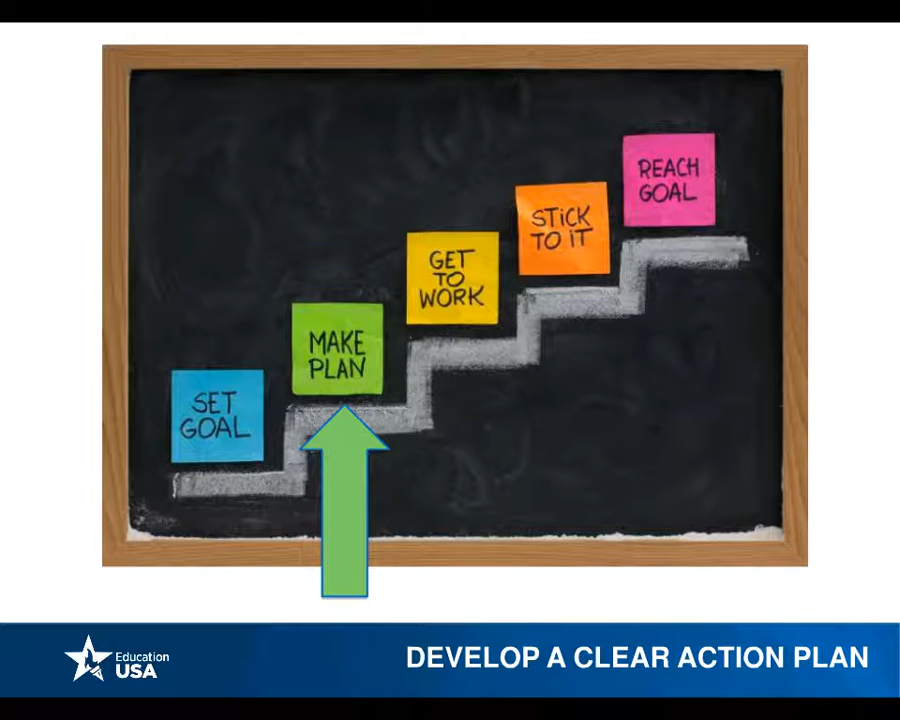 REACH
GOAL
STiCK
TO iT
GET
TO
WORK
MAKE
PLAN
SET
GOAL
Education
USA
DEVELOP A CLEAR ACTION PLAN